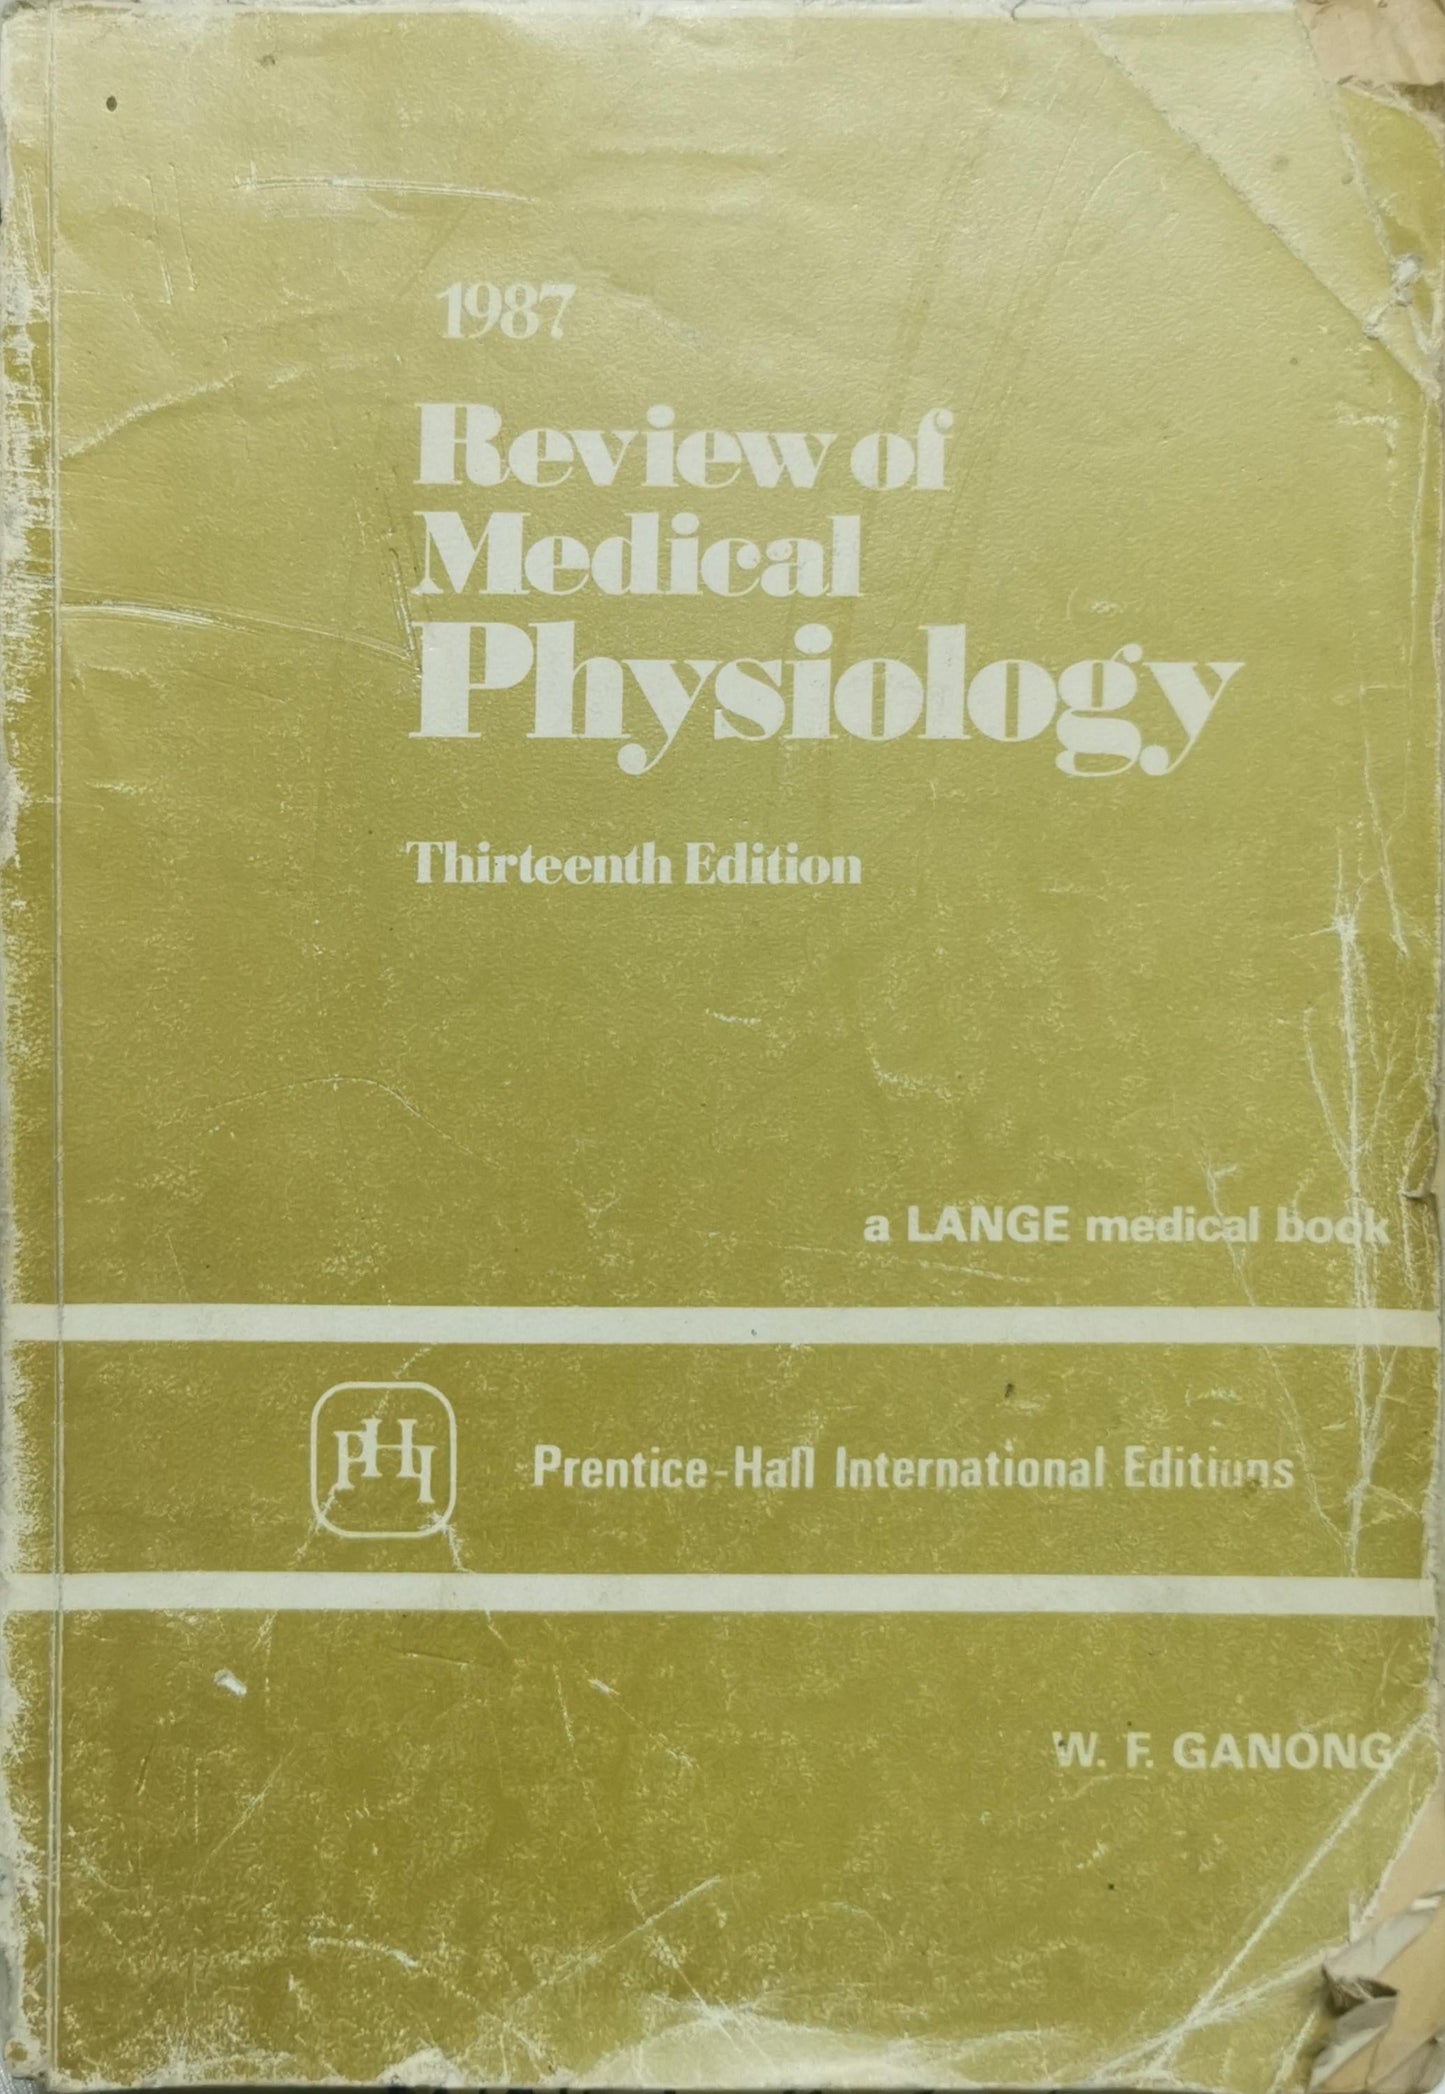 1987
Review of
Medical
Physiology
Thirteenth Edition
a LANGE medical book
PHI
Prentice-Hall International Editions
W. F. GANONG